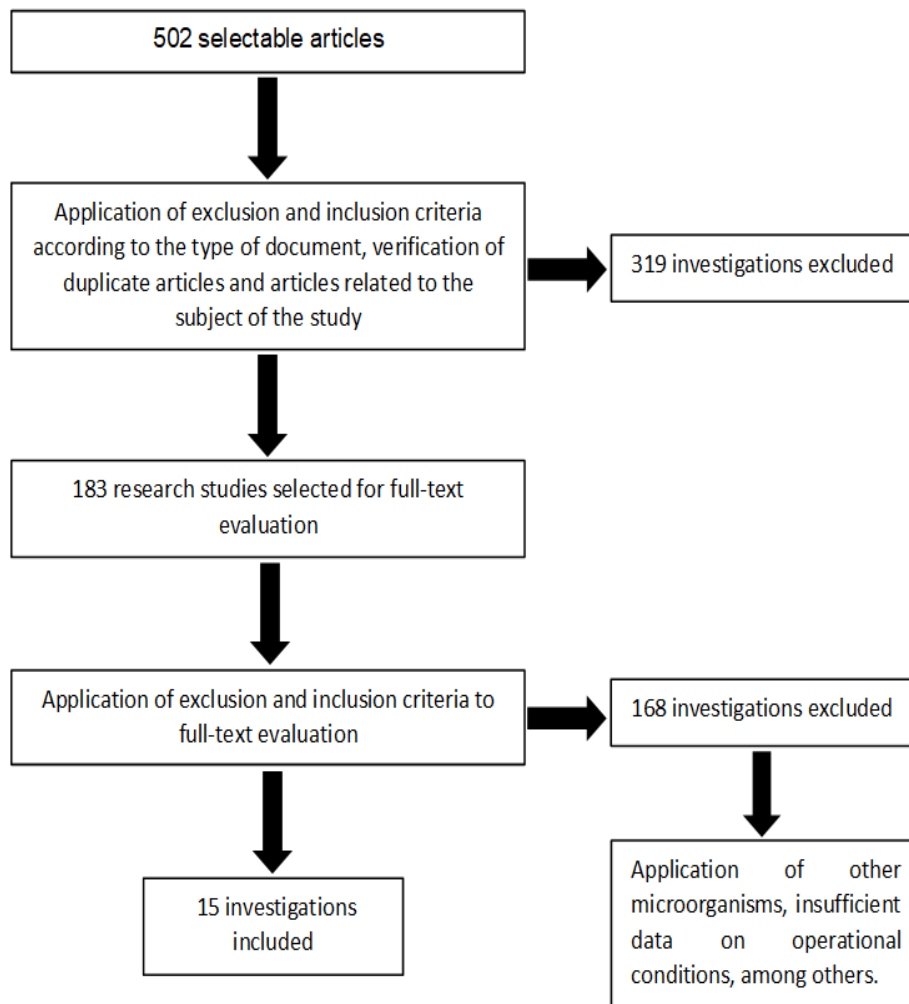 502 selectable articles
Application of exclusion and inclusion criteria
according to the type of document, verification of
duplicate articles and articles related to the
subject of the study
319 investigations excluded
183 research studies selected for full-text
evaluation
Application of exclusion and inclusion criteria to
full-text evaluation
168 investigations excluded
15 investigations
included
Application of other
microorganisms, insufficient
data on operational
conditions, among others.